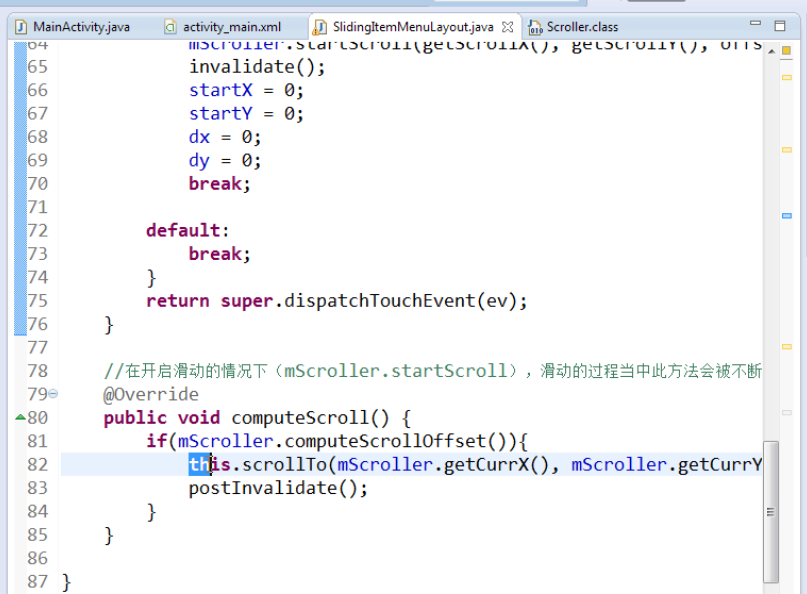 MainActivity.java activity_main.xml SlidingItemMenuLayout.java Scroller.class
64 mScroller.startScroll(getScrollX(), getScrollY(), offs
65 invalidate();
66 startX = 0;
67 startY = 0;
68 dx = 0;
69 dy = 0;
70 break;
71
72 default:
73 break;
74 }
75 return super.dispatchTouchEvent(ev);
76 }
77
78 //在开启滑动的情况下（mScroller.startScroll），滑动的过程当中此方法会被不断
79 @Override
80 public void computeScroll() {
81 if(mScroller.computeScrollOffset()){
82 this.scrollTo(mScroller.getCurrX(), mScroller.getCurrY
83 postInvalidate();
84 }
85 }
86
87 }